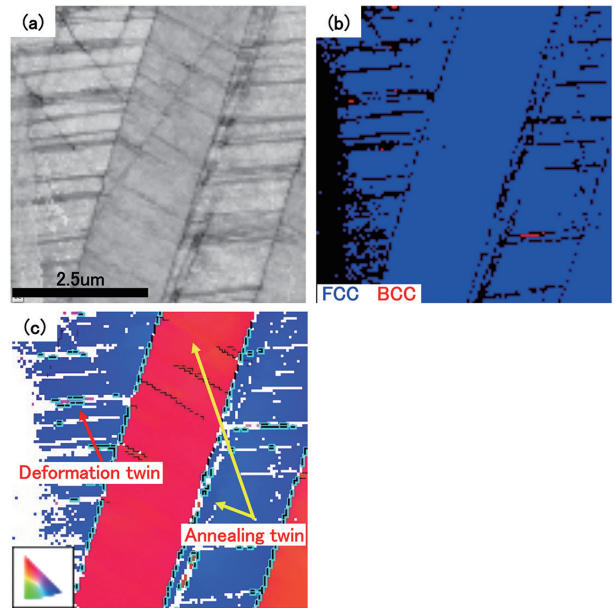 (a)
2.5um
(b)
FCC BCC
(c)
Deformation twin
Annealing twin